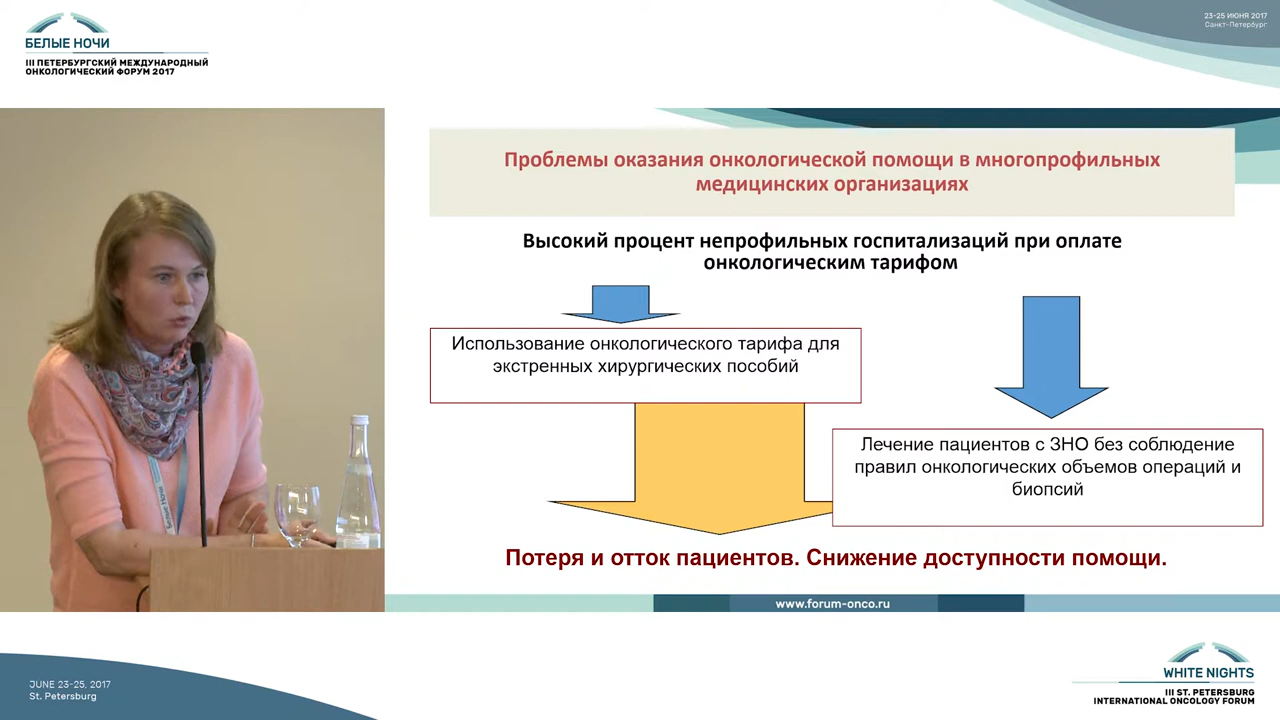 БЕЛЫЕ НОЧИ
III ПЕТЕРБУРГСКИЙ МЕЖДУНАРОДНЫЙ
ОНКОЛОГИЧЕСКИЙ ФОРУМ 2017
23-25 ИЮНЯ 2017
Санкт-Петербург
Проблемы оказания онкологической помощи в многопрофильных
медицинских организациях
Высокий процент непрофильных госпитализаций при оплате
онкологическим тарифом
Использование онкологического тарифа для
экстренных хирургических пособий
Лечение пациентов с ЗНО без соблюдение
правил онкологических объемов операций и
биопсий
Потеря и отток пациентов. Снижение доступности помощи.
www.forum-onco.ru
JUNE 23-25, 2017
St. Petersburg
WHITE NIGHTS
III ST. PETERSBURG
INTERNATIONAL ONCOLOGY FORUM